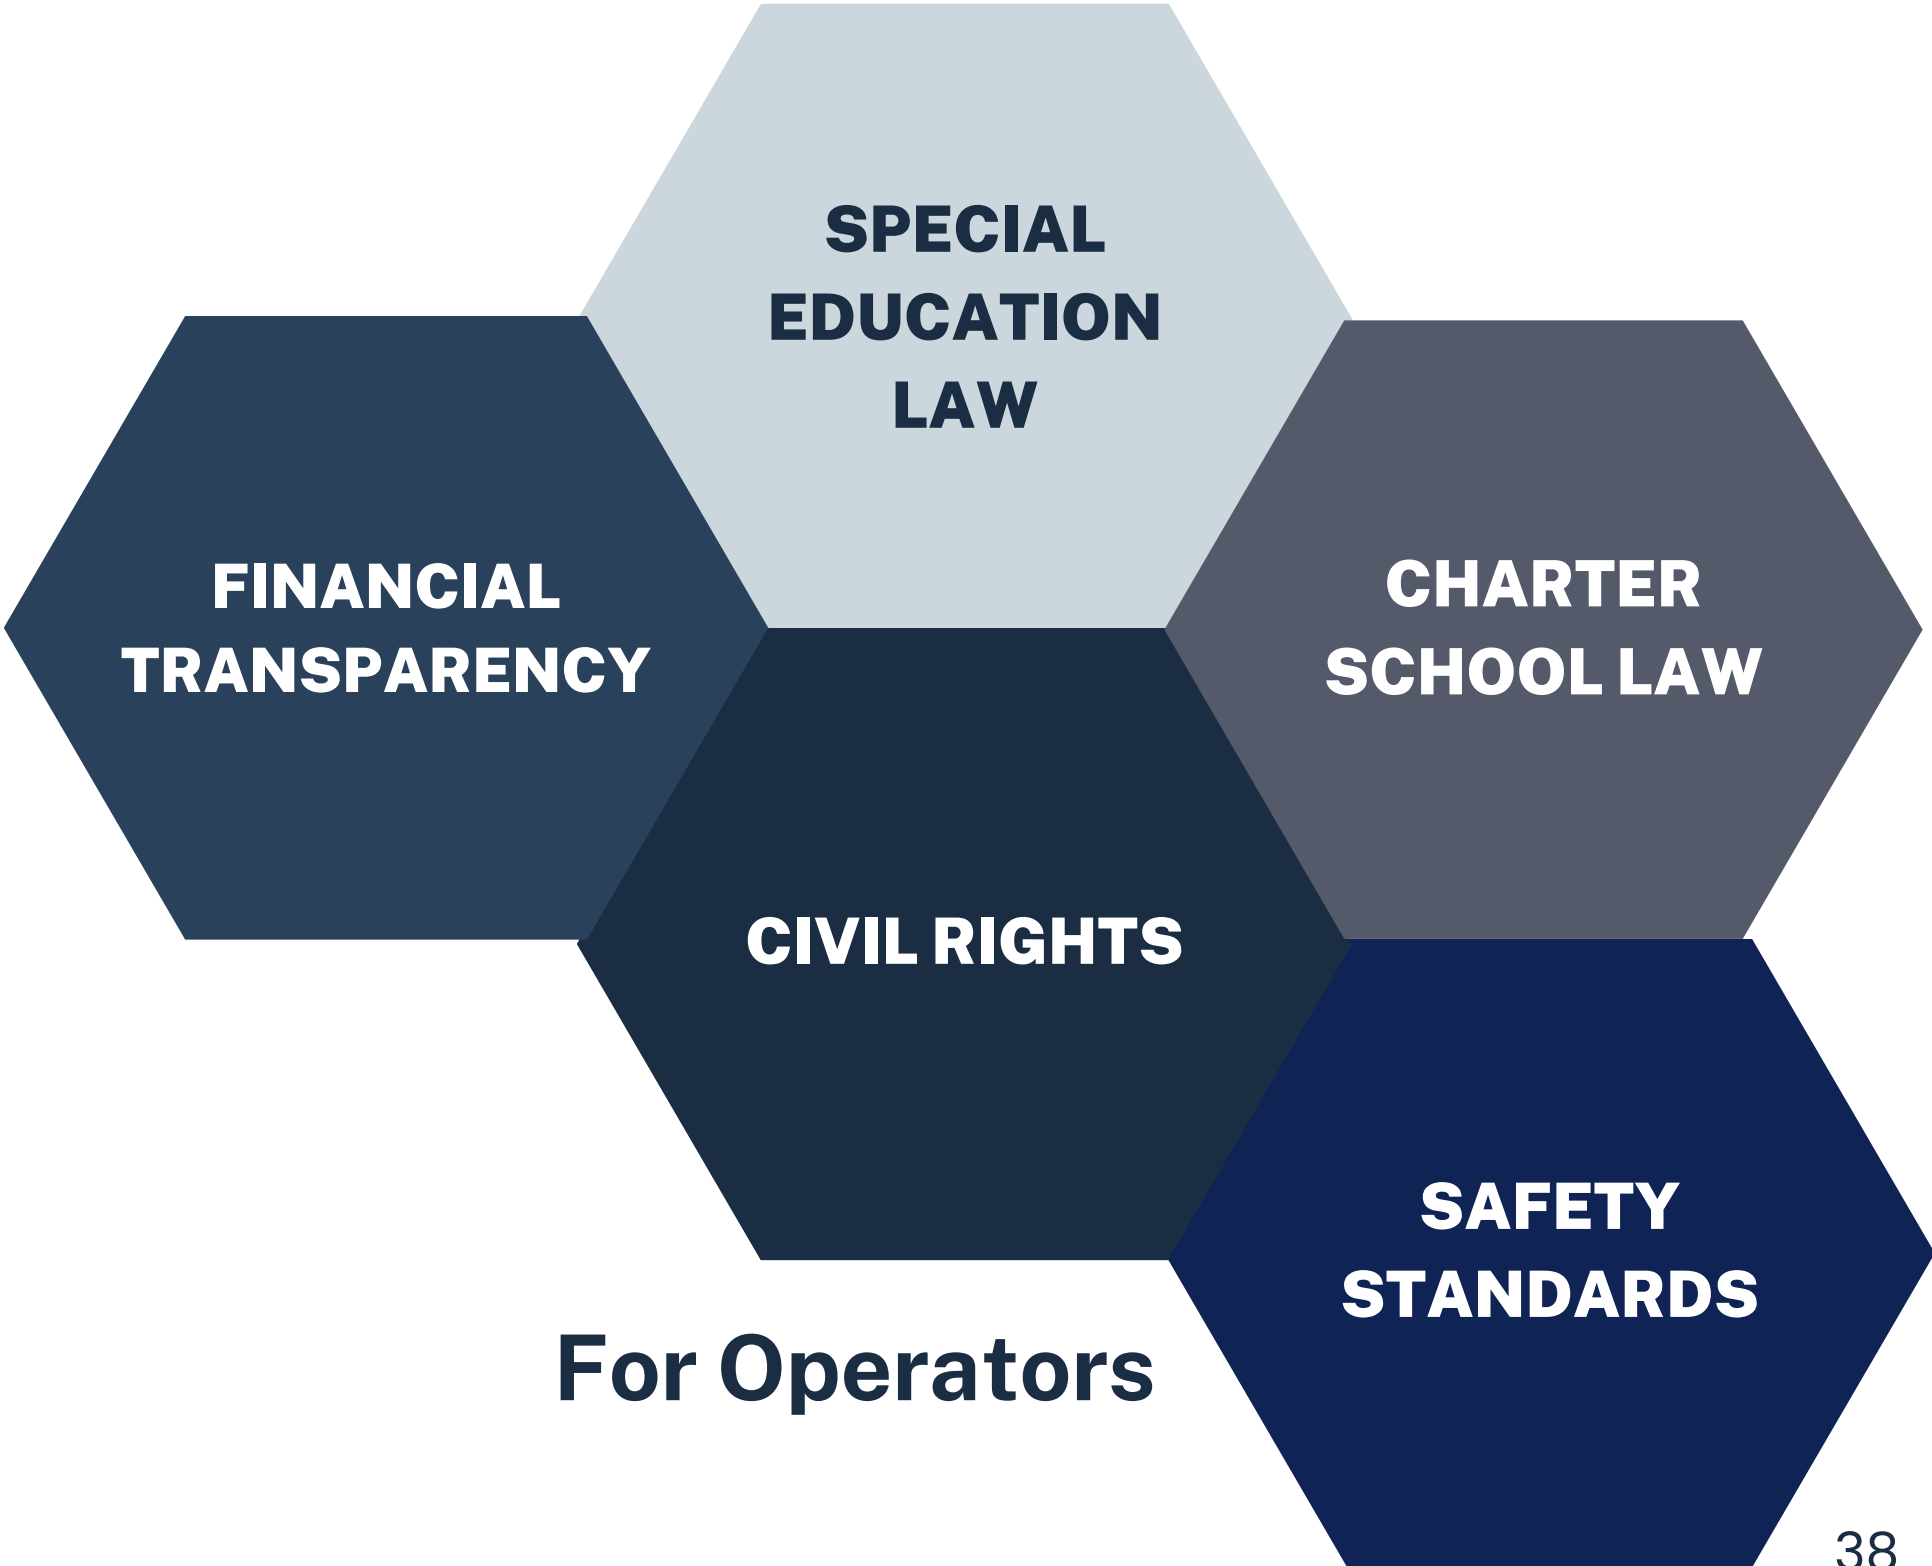 SPECIAL
EDUCATION
LAW
FINANCIAL
TRANSPARENCY
CHARTER
SCHOOL LAW
CIVIL RIGHTS
SAFETY
STANDARDS
For Operators
38